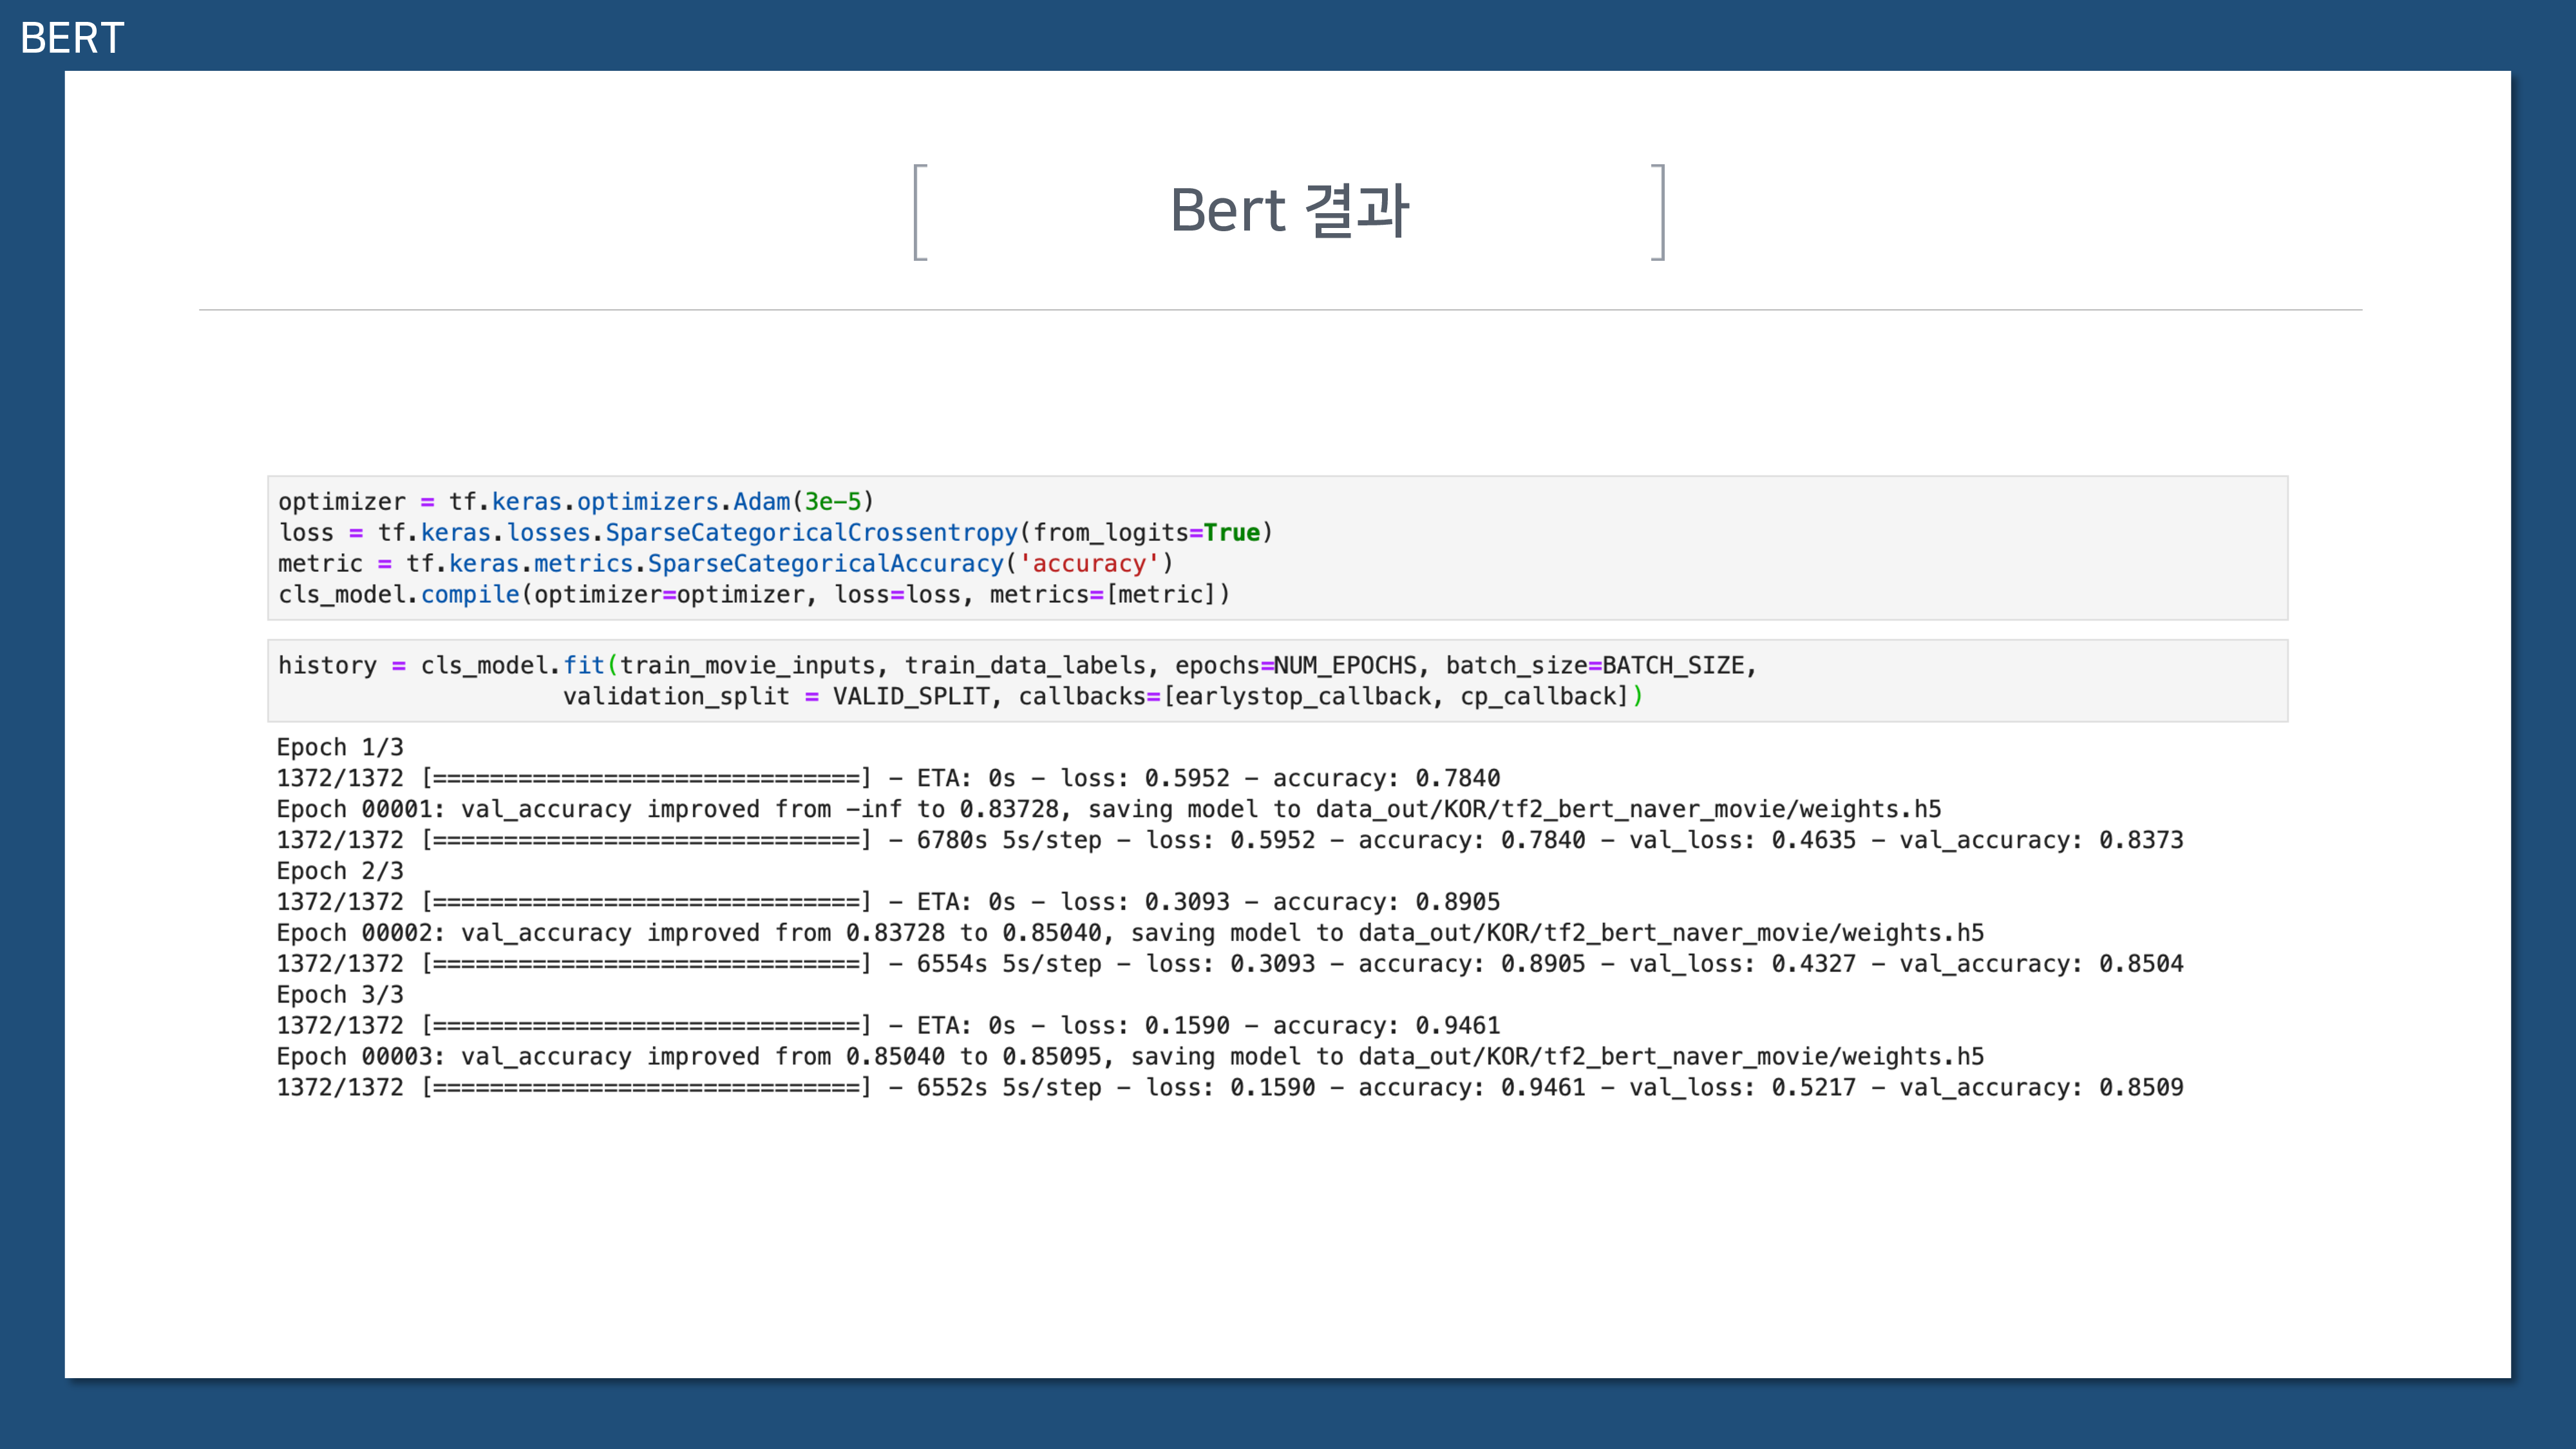 BERT
[ Bert 결과 ]
optimizer = tf.keras.optimizers.Adam(3e-5)
loss = tf.keras.losses.SparseCategoricalCrossentropy(from_logits=True)
metric = tf.keras.metrics.SparseCategoricalAccuracy('accuracy')
cls_model.compile(optimizer=optimizer, loss=loss, metrics=[metric])
history = cls_model.fit(train_movie_inputs, train_data_labels, epochs=NUM_EPOCHS, batch_size=BATCH_SIZE,
                    validation_split = VALID_SPLIT, callbacks=[earlystop_callback, cp_callback])
Epoch 1/3
1372/1372 [==============================] - ETA: 0s - loss: 0.5952 - accuracy: 0.7840
Epoch 00001: val_accuracy improved from -inf to 0.83728, saving model to data_out/KOR/tf2_bert_naver_movie/weights.h5
1372/1372 [==============================] - 6780s 5s/step - loss: 0.5952 - accuracy: 0.7840 - val_loss: 0.4635 - val_accuracy: 0.8373
Epoch 2/3
1372/1372 [==============================] - ETA: 0s - loss: 0.3093 - accuracy: 0.8905
Epoch 00002: val_accuracy improved from 0.83728 to 0.85040, saving model to data_out/KOR/tf2_bert_naver_movie/weights.h5
1372/1372 [==============================] - 6554s 5s/step - loss: 0.3093 - accuracy: 0.8905 - val_loss: 0.4327 - val_accuracy: 0.8504
Epoch 3/3
1372/1372 [==============================] - ETA: 0s - loss: 0.1590 - accuracy: 0.9461
Epoch 00003: val_accuracy improved from 0.85040 to 0.85095, saving model to data_out/KOR/tf2_bert_naver_movie/weights.h5
1372/1372 [==============================] - 6552s 5s/step - loss: 0.1590 - accuracy: 0.9461 - val_loss: 0.5217 - val_accuracy: 0.8509